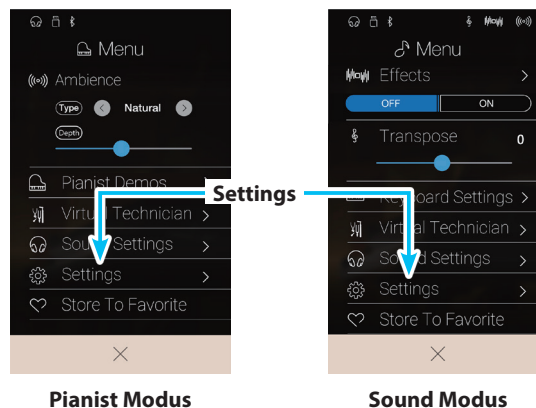 Menu
Ambience
Type Natural
Depth
Pianist Demos
Virtual Technician
Sound Settings
Settings
Store To Favorite
Pianist Modus
Settings
Menu
Effects
OFF ON
Transpose 0
Keyboard Settings
Virtual Technician
Sound Settings
Settings
Store To Favorite
Sound Modus